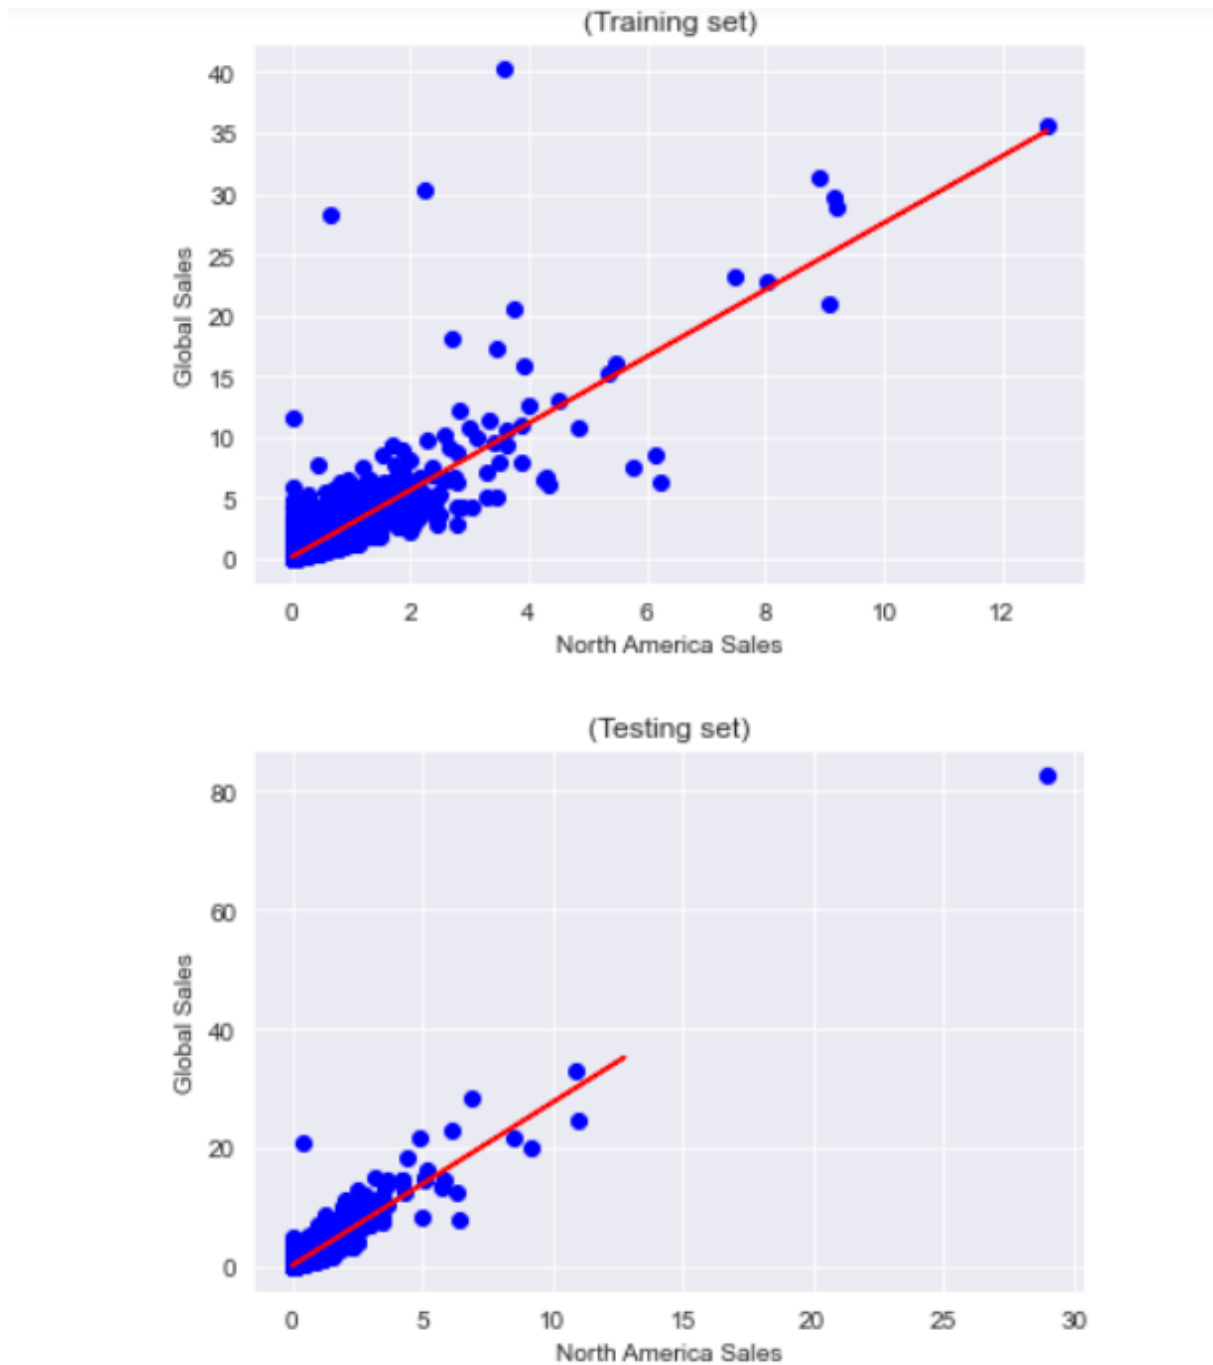 (Training set)
40
35
30
25
20
15
10
5
0
Global Sales
0 2 4 6 8 10 12
North America Sales
(Testing set)
80
60
40
20
0
Global Sales
0 5 10 15 20 25 30
North America Sales